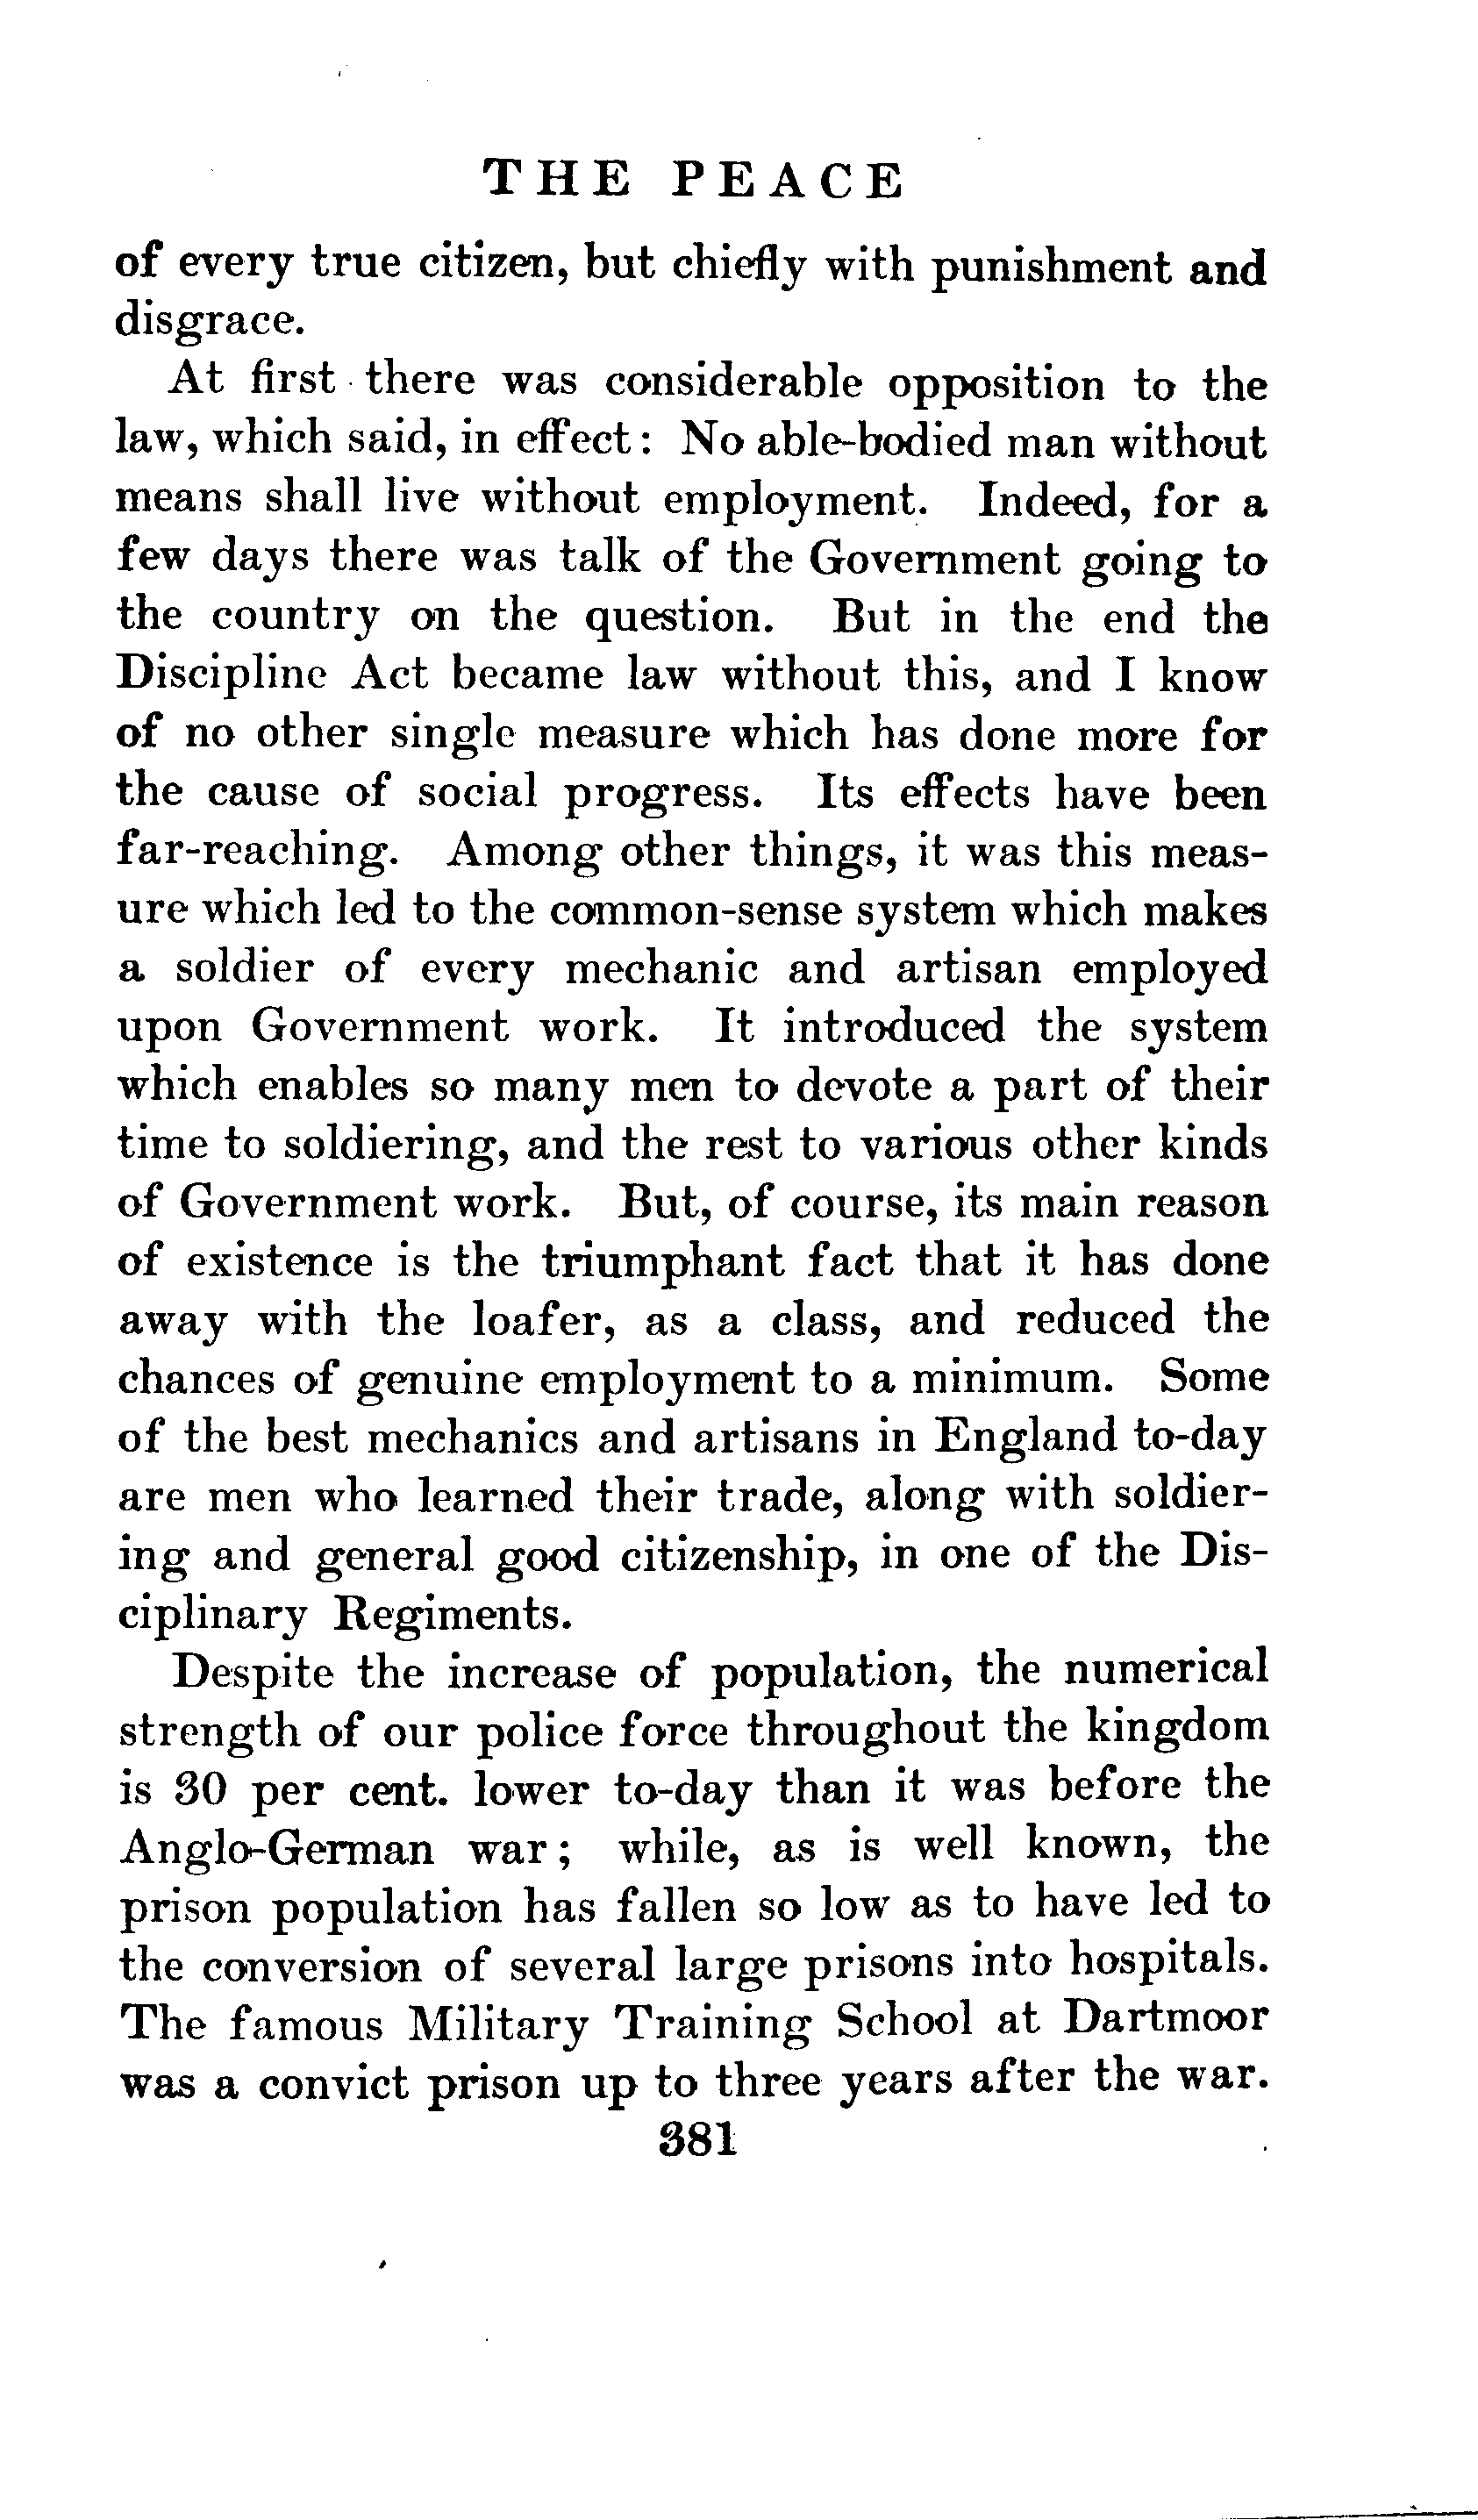 THE PEACE
of every true citizen, but chiefly with punishment and
disgrace.
At first there was considerable opposition to the
law, which said, in effect: No able-bodied man without
means shall live without employment. Indeed, for a
few days there was talk of the Government going to
the country on the question. But in the end the
Discipline Act became law without this, and I know
of no other single measure which has done more for
the cause of social progress. Its effects have been
far-reaching. Among other things, it was this meas-
ure which led to the common-sense system which makes
a soldier of every mechanic and artisan employed
upon Government work. It introduced the system
which enables so many men to devote a part of their
time to soldiering, and the rest to various other kinds
of Government work. But, of course, its main reason
of existence is the triumphant fact that it has done
away with the loafer, as a class, and reduced the
chances of genuine employment to a minimum. Some
of the best mechanics and artisans in England to-day
are men who learned their trade, along with soldier-
ing and general good citizenship, in one of the Dis-
ciplinary Regiments.
Despite the increase of population, the numerical
strength of our police force throughout the kingdom
is 30 per cent. lower to-day than it was before the
Anglo-German war; while, as is well known, the
prison population has fallen so low as to have led to
the conversion of several large prisons into hospitals.
The famous Military Training School at Dartmoor
was a convict prison up to three years after the war.
381